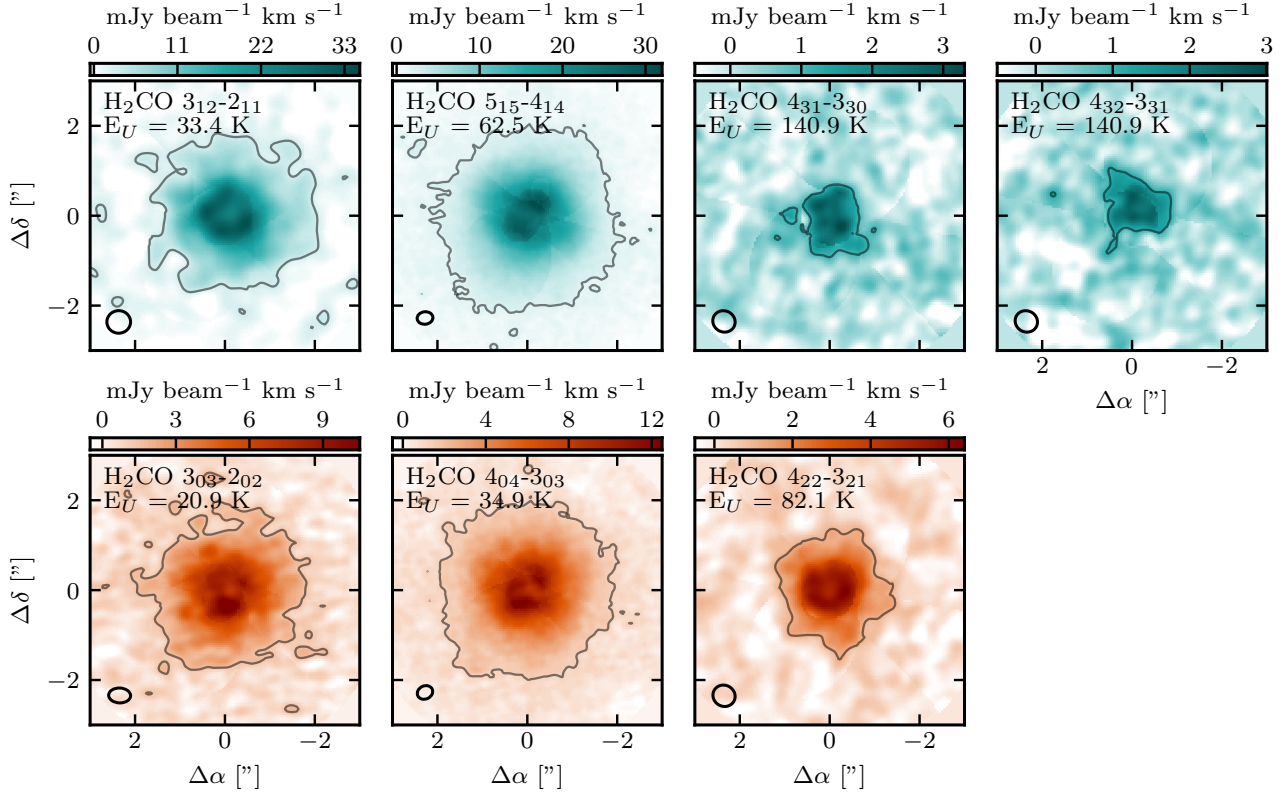 mJy beam⁻¹ km s⁻¹ mJy beam⁻¹ km s⁻¹ mJy beam⁻¹ km s⁻¹ mJy beam⁻¹ km s⁻¹
0 11 22 33 0 10 20 30 0 1 2 3 0 1 2 3
H₂CO 3₁₂-2₁₁ H₂CO 5₁₅-4₁₄ H₂CO 4₃₁-3₃₀ H₂CO 4₃₂-3₃₁
E_U = 33.4 K E_U = 62.5 K E_U = 140.9 K E_U = 140.9 K
2
0
−2
Δδ ["]
2 0 −2
Δα ["]
mJy beam⁻¹ km s⁻¹ mJy beam⁻¹ km s⁻¹ mJy beam⁻¹ km s⁻¹
0 3 6 9 0 4 8 12 0 2 4 6
H₂CO 3₀₃-2₀₂ H₂CO 4₀₄-3₀₃ H₂CO 4₂₂-3₂₁
E_U = 20.9 K E_U = 34.9 K E_U = 82.1 K
2
0
−2
Δδ ["]
2 0 −2 2 0 −2 2 0 −2
Δα ["] Δα ["] Δα ["]